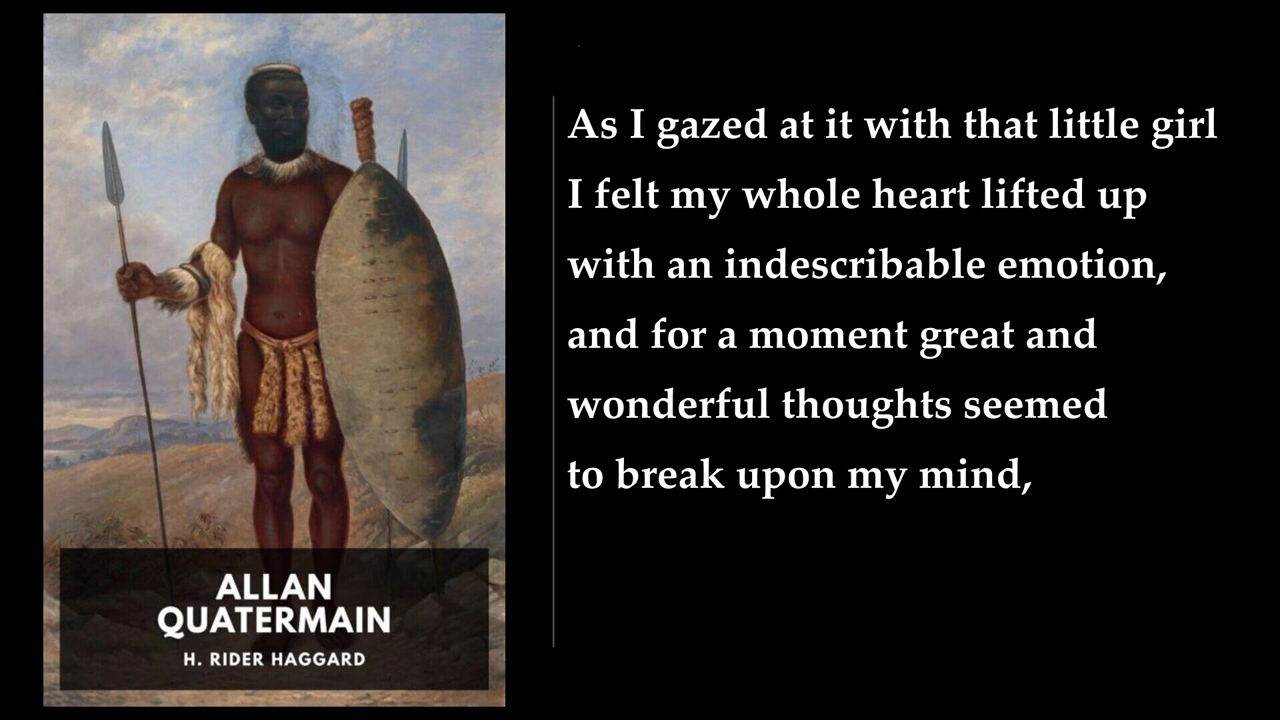 ALLAN
QUATERMAIN
H. RIDER HAGGARD
As I gazed at it with that little girl
I felt my whole heart lifted up
with an indescribable emotion,
and for a moment great and
wonderful thoughts seemed
to break upon my mind,